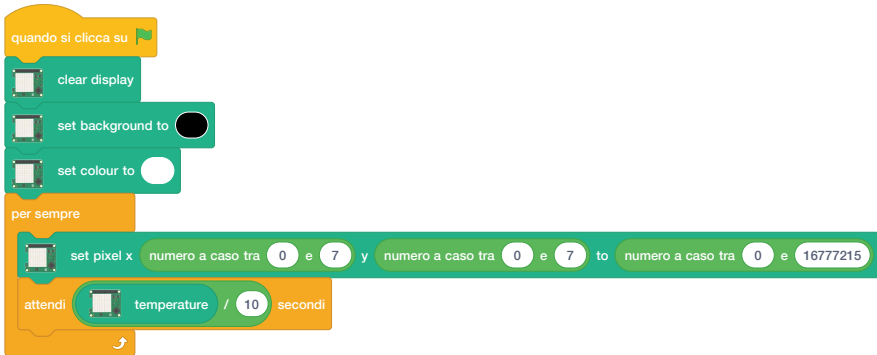 quando si clicca su
clear display
set background to
set colour to
per sempre
set pixel x numero a caso tra 0 e 7 y numero a caso tra 0 e 7 to numero a caso tra 0 e 16777215
attendi temperature / 10 secondi